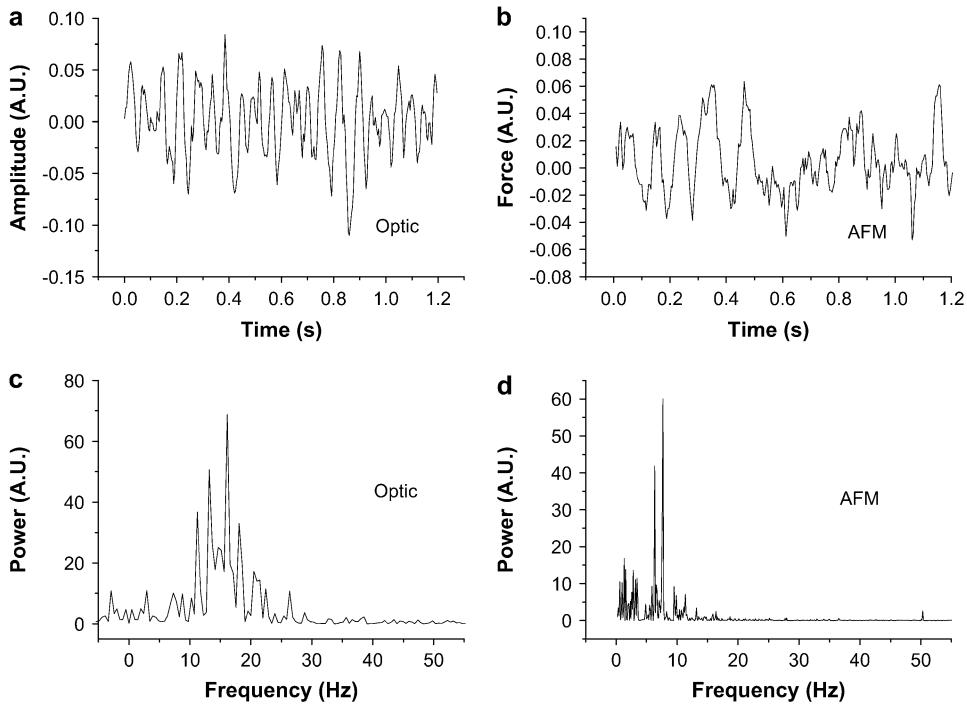 a
0.10
0.05
0.00
-0.05
-0.10
-0.15
Amplitude (A.U.)
Optic
0.0 0.2 0.4 0.6 0.8 1.0 1.2
Time (s)
b
0.10
0.08
0.06
0.04
0.02
0.00
-0.02
-0.04
-0.06
-0.08
Force (A.U.)
AFM
0.0 0.2 0.4 0.6 0.8 1.0 1.2
Time (s)
c
80
60
40
20
0
Power (A.U.)
Optic
0 10 20 30 40 50
Frequency (Hz)
d
60
50
40
30
20
10
0
Power (A.U.)
AFM
0 10 20 30 40 50
Frequency (Hz)